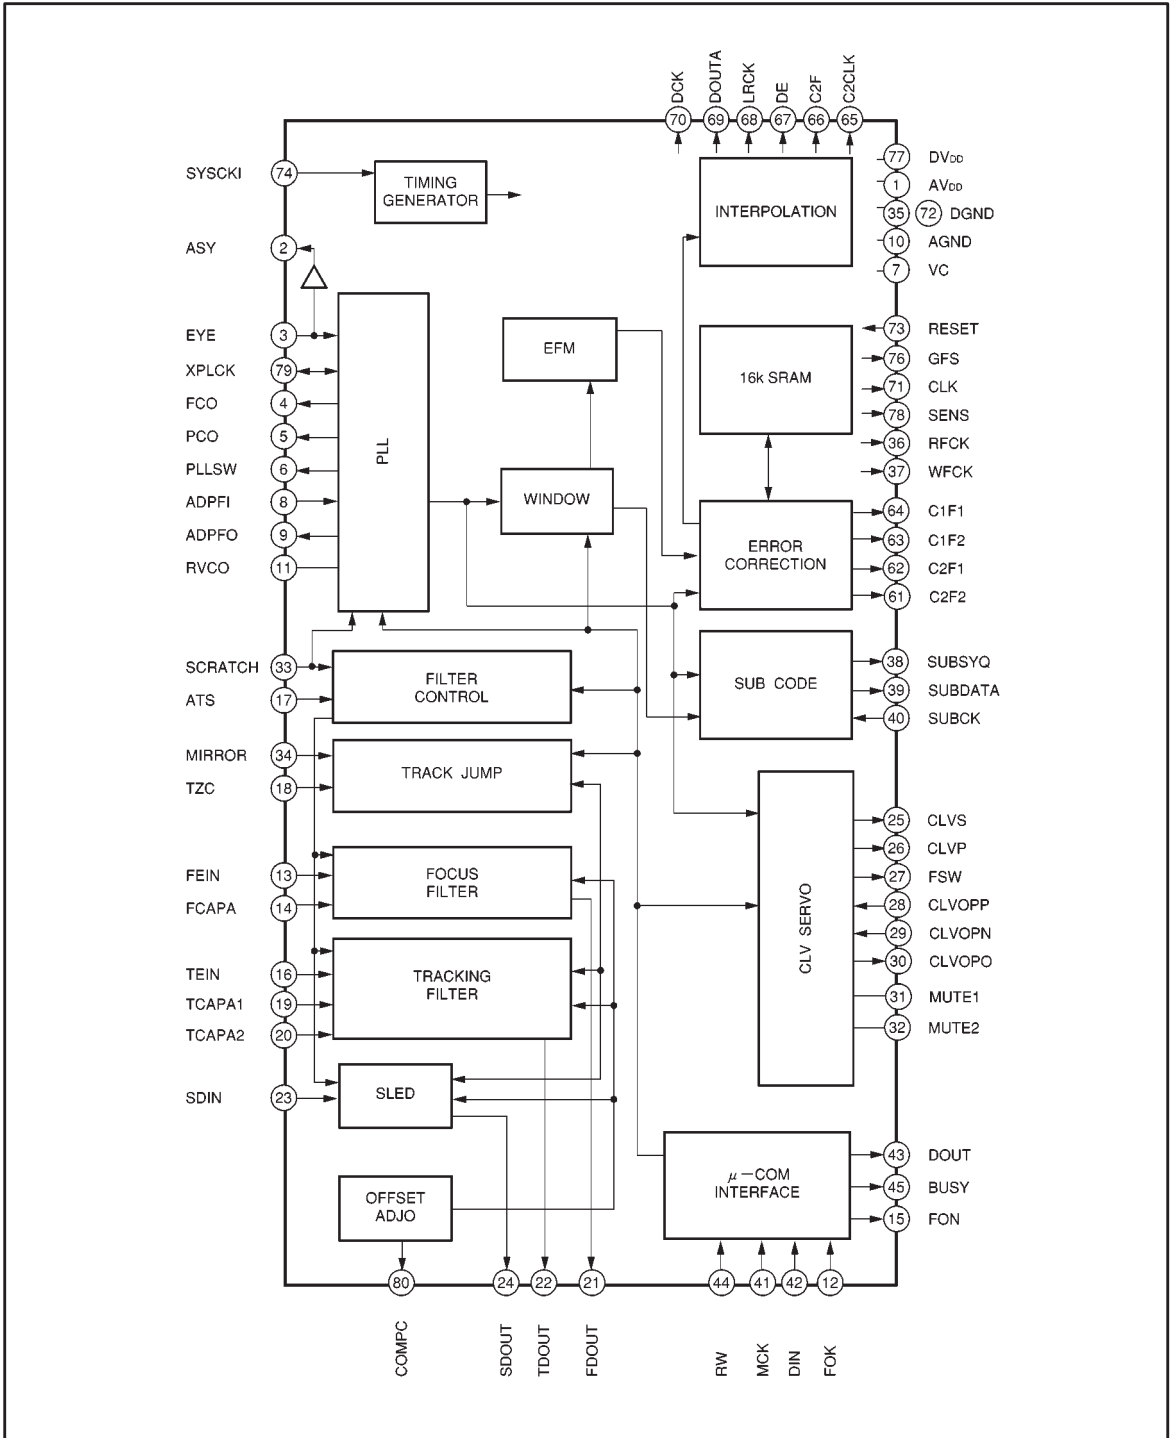 DCK
DOUTA
LRCK
DE
C2F
C2CLK
70 69 68 67 66 65
SYSCKI 74
TIMING
GENERATOR
ASY 2
EYE 3
XPLCK 79
FCO 4
PCO 5
PLLSW 6
ADPFI 8
ADPFO 9
RVCO 11
PLL
EFM
WINDOW
INTERPOLATION
16k SRAM
ERROR
CORRECTION
SUB CODE
77 DVDD
1 AVDD
35 72 DGND
10 AGND
7 VC
73 RESET
76 GFS
71 CLK
78 SENS
36 RFCK
37 WFCK
64 C1F1
63 C1F2
62 C2F1
61 C2F2
38 SUBSYQ
39 SUBDATA
40 SUBCK
SCRATCH 33
ATS 17
FILTER
CONTROL
MIRROR 34
TZC 18
TRACK JUMP
FEIN 13
FCAPA 14
FOCUS
FILTER
TEIN 16
TCAPA1 19
TCAPA2 20
TRACKING
FILTER
SDIN 23
SLED
OFFSET
ADJO
CLV SERVO
25 CLVS
26 CLVP
27 FSW
28 CLVOPP
29 CLVOPN
30 CLVOPO
31 MUTE1
32 MUTE2
μ-COM
INTERFACE
43 DOUT
45 BUSY
15 FON
80 24 22 21 44 41 42 12
COMPC
SDOUT
TDOUT
FDOUT
RW
MCK
DIN
FOK